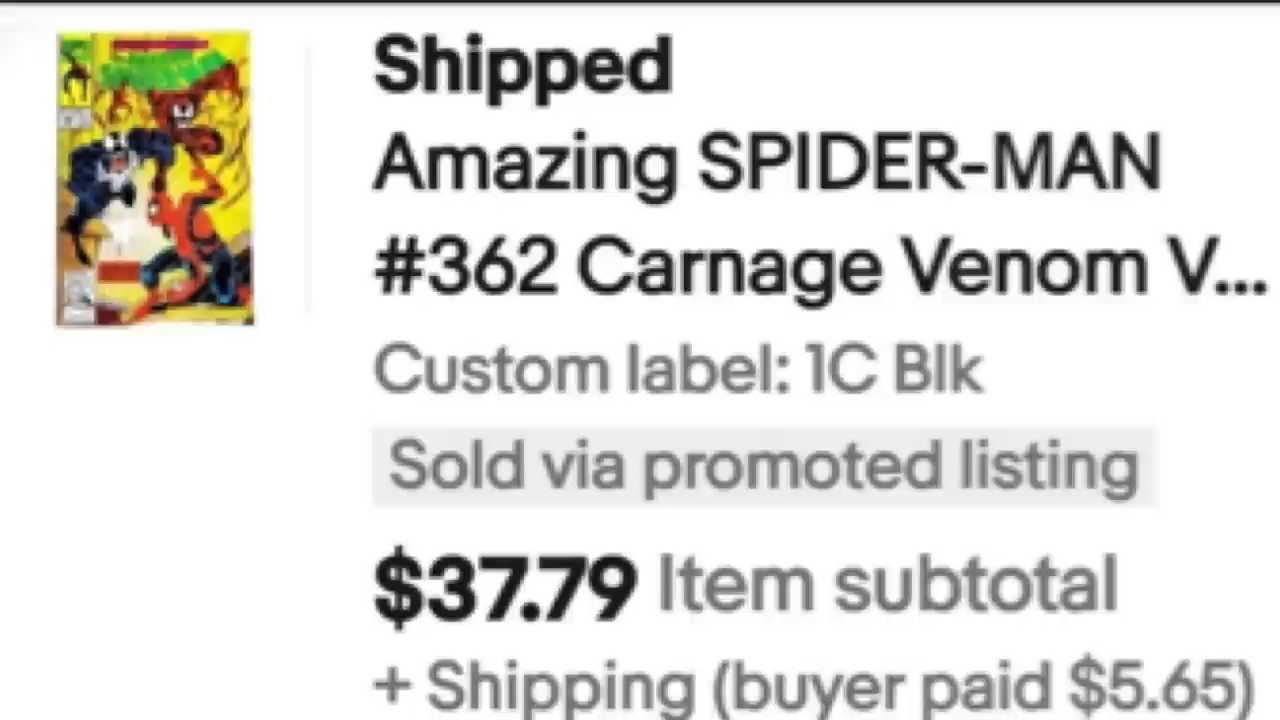 Shipped
Amazing SPIDER-MAN
#362 Carnage Venom V...
Custom label: 1C Blk
Sold via promoted listing
$37.79 Item subtotal
+ Shipping (buyer paid $5.65)